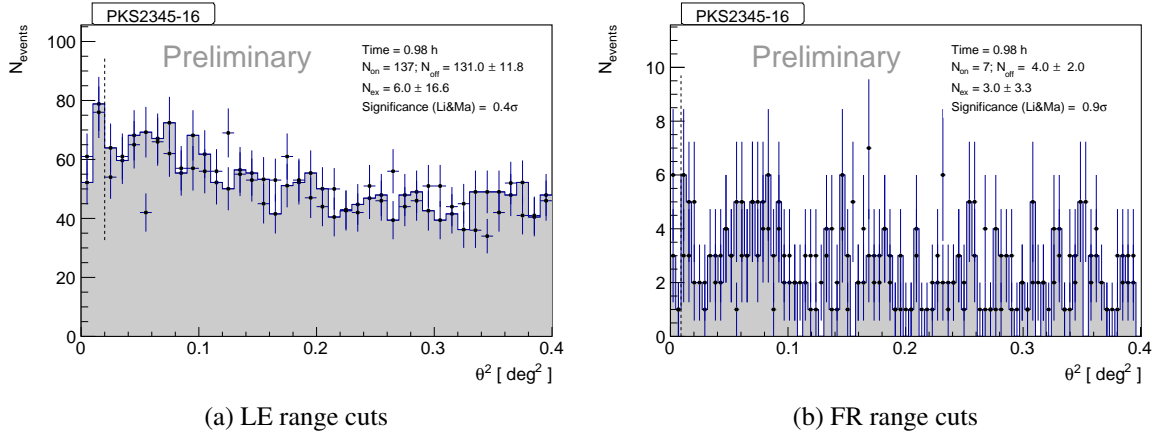 PKS2345-16
Preliminary
Time = 0.98 h
N_on = 137; N_off = 131.0 ± 11.8
N_ex = 6.0 ± 16.6
Significance (Li&Ma) = 0.4σ
N_events
100
80
60
40
20
0
0 0.1 0.2 0.3 0.4
θ² [ deg² ]
(a) LE range cuts
PKS2345-16
Preliminary
Time = 0.98 h
N_on = 7; N_off = 4.0 ± 2.0
N_ex = 3.0 ± 3.3
Significance (Li&Ma) = 0.9σ
N_events
10
8
6
4
2
0
0 0.1 0.2 0.3 0.4
θ² [ deg² ]
(b) FR range cuts